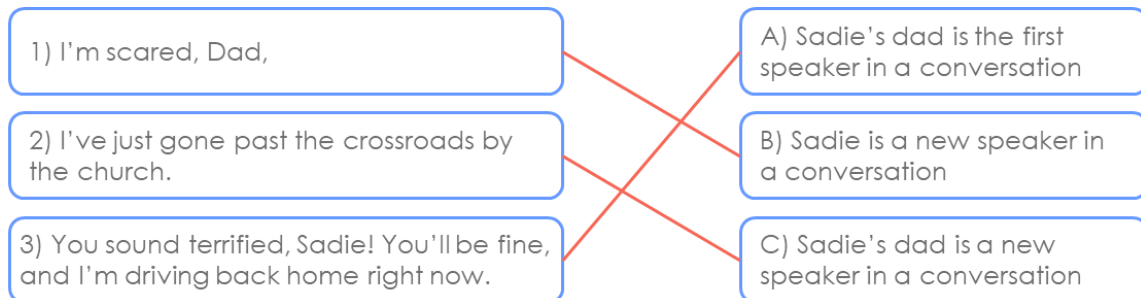 1) I'm scared, Dad,
2) I've just gone past the crossroads by
the church.
3) You sound terrified, Sadie! You'll be fine,
and I'm driving back home right now.
A) Sadie's dad is the first
speaker in a conversation
B) Sadie is a new speaker in
a conversation
C) Sadie's dad is a new
speaker in a conversation